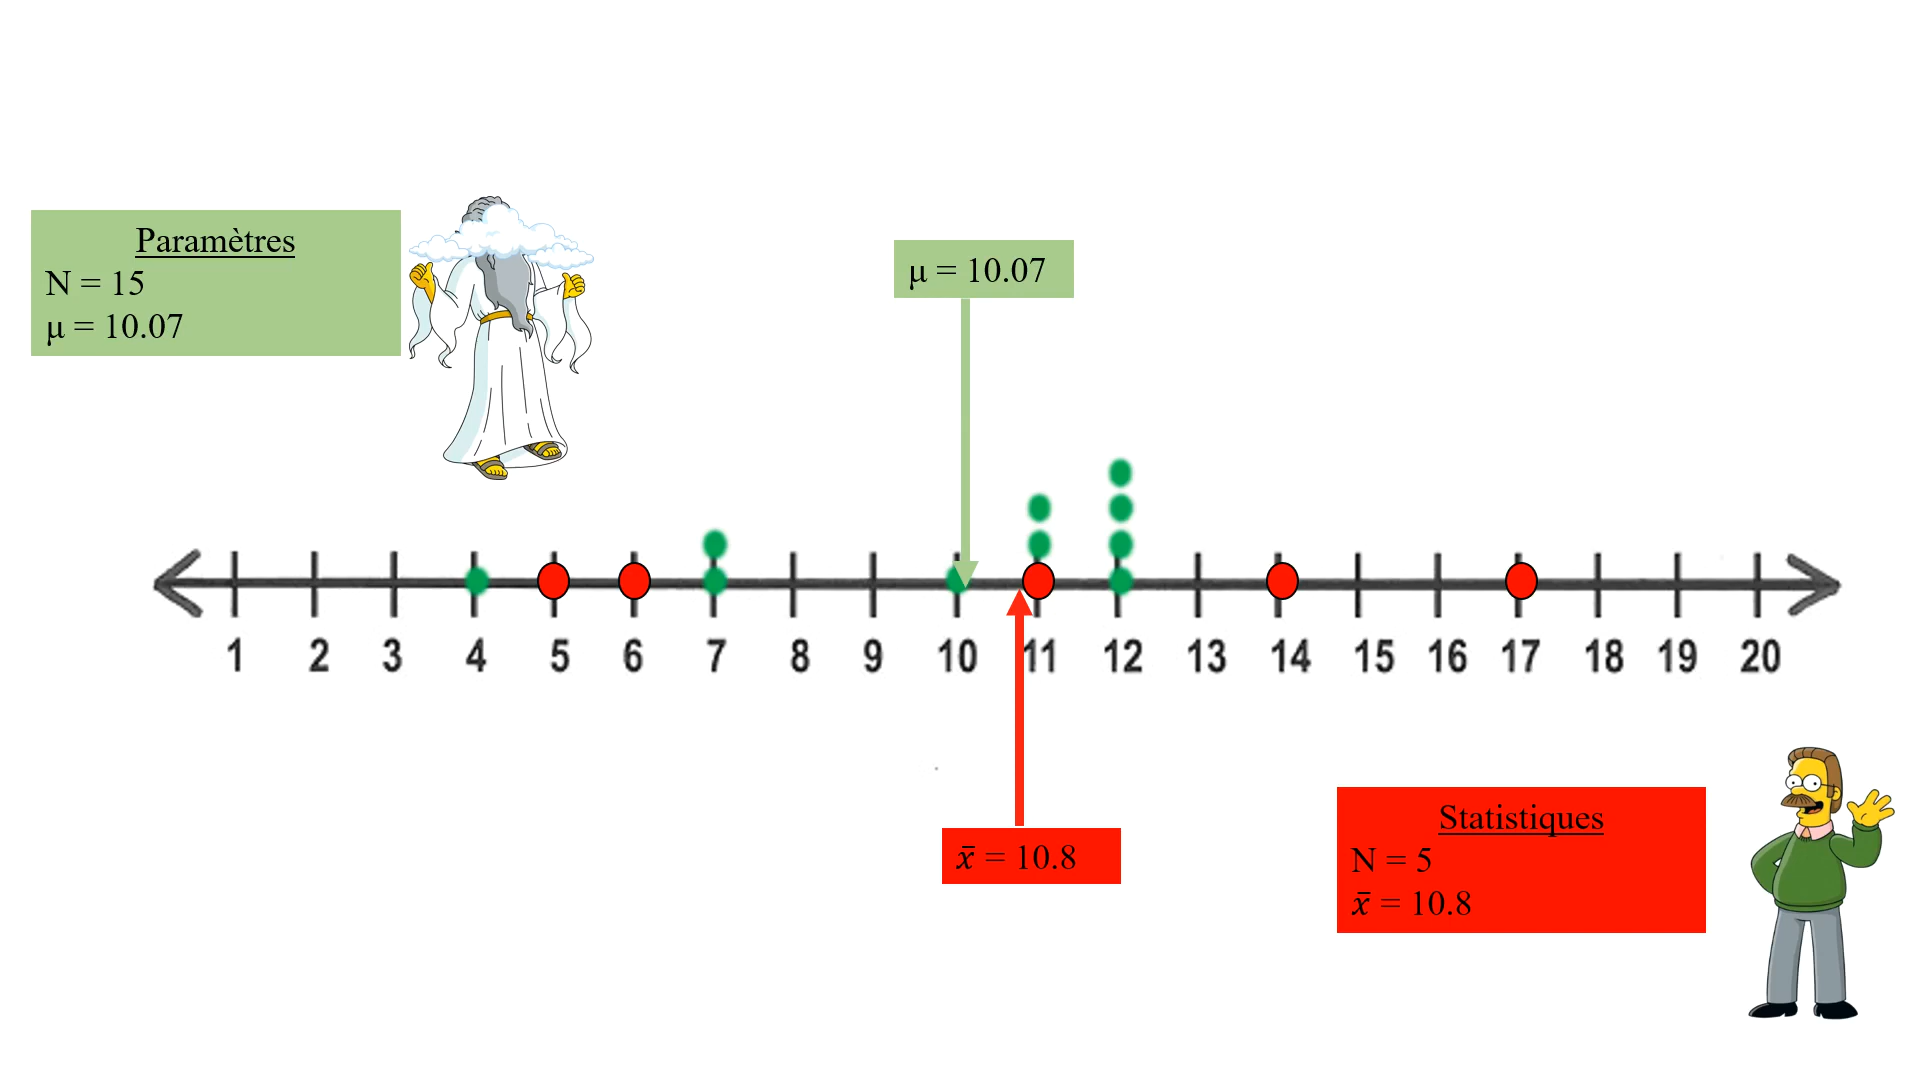 Paramètres
N = 15
μ = 10.07
μ = 10.07
1 2 3 4 5 6 7 8 9 10 11 12 13 14 15 16 17 18 19 20
x̄ = 10.8
Statistiques
N = 5
x̄ = 10.8